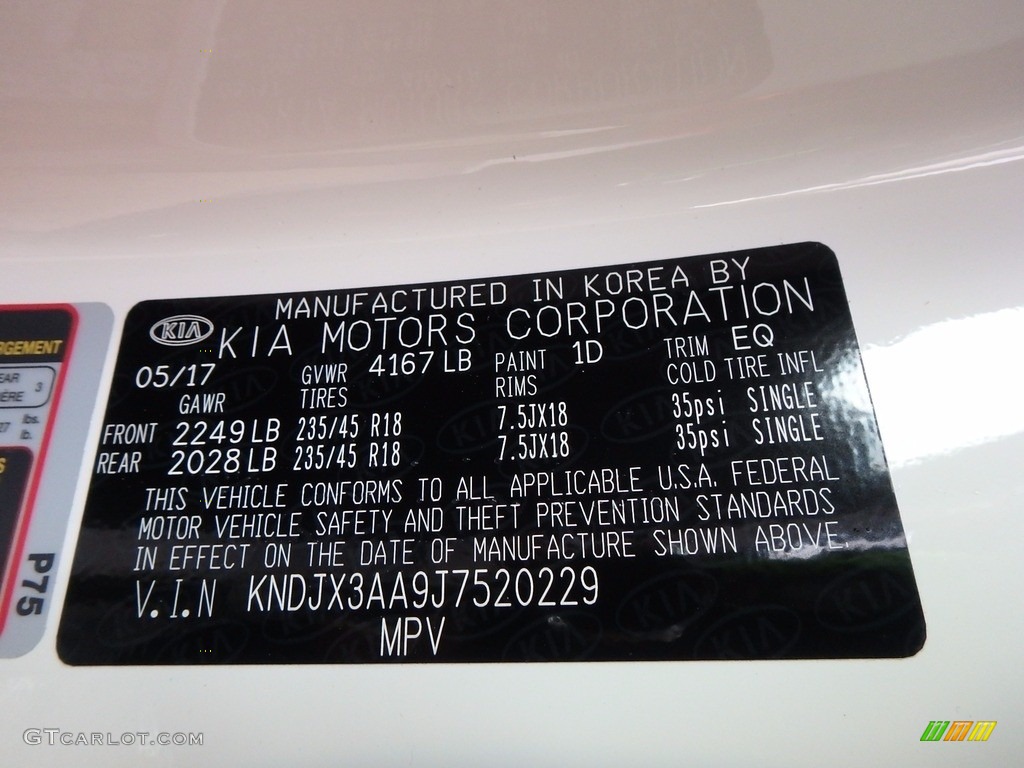 MANUFACTURED IN KOREA BY
KIA KIA MOTORS CORPORATION
05/17 GVWR 4167 LB PAINT 1D TRIM EQ
GAWR TIRES RIMS COLD TIRE INFL
FRONT 2249 LB 235/45 R18 7.5JX18 35psi SINGLE
REAR 2028 LB 235/45 R18 7.5JX18 35psi SINGLE
THIS VEHICLE CONFORMS TO ALL APPLICABLE U.S.A. FEDERAL
MOTOR VEHICLE SAFETY AND THEFT PREVENTION STANDARDS
IN EFFECT ON THE DATE OF MANUFACTURE SHOWN ABOVE.
V.I.N KNDJX3AA9J7520229
MPV
3
lbs.
lb.
P75
GTCARLOT.COM